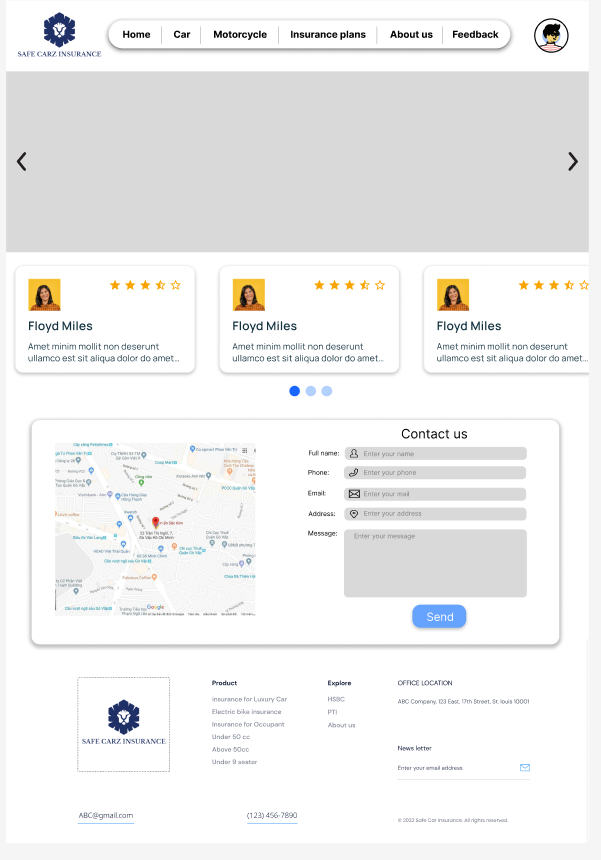 SAFE CARZ INSURANCE
Home
Car
Motorcycle
Insurance plans
About us
Feedback
Floyd Miles
Amet minim mollit non deserunt
ullamco est sit aliqua dolor do amet...
Floyd Miles
Amet minim mollit non deserunt
ullamco est sit aliqua dolor do amet...
Floyd Miles
Amet minim mollit non deserunt
ullamco est sit aliqua dolor do amet...
Contact us
Full name:
Enter your name
Phone:
Enter your phone
Email:
Enter your mail
Address:
Enter your address
Message:
Enter your message
Send
Coop Mart
Công viên
Google
SAFE CARZ INSURANCE
Product
insurance for Luxury Car
Electric bike insurance
Insurance for Occupant
Under 50 cc
Above 50cc
Under 9 seater
Explore
HSBC
PTI
About us
OFFICE LOCATION
ABC Company, 123 East, 17th Street, St. louis 10001
News letter
Enter your email address
ABC@gmail.com
(123) 456-7890
© 2022 Safe Car Insurance. All rights reserved.